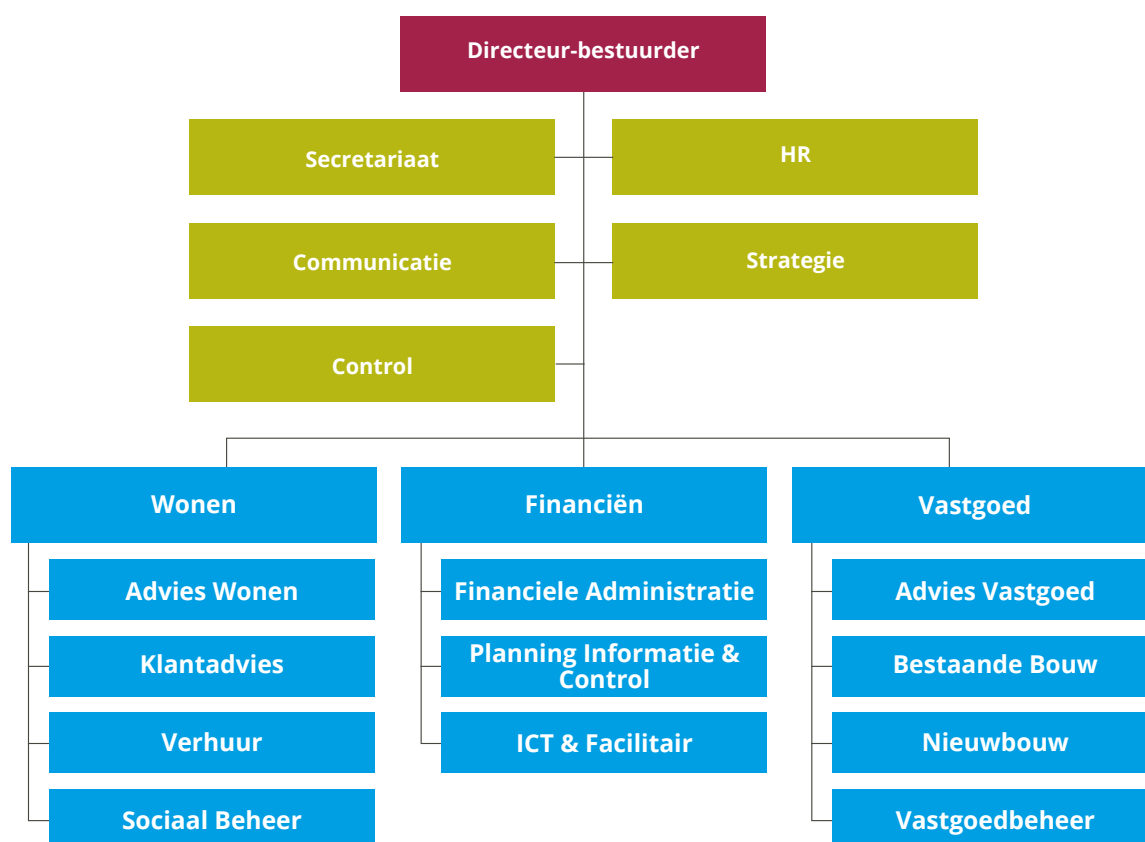 Directeur-bestuurder
Secretariaat
HR
Communicatie
Strategie
Control
Wonen
Financiën
Vastgoed
Advies Wonen
Financiele Administratie
Advies Vastgoed
Klantadvies
Planning Informatie &
Control
Bestaande Bouw
Verhuur
ICT & Facilitair
Nieuwbouw
Sociaal Beheer
Vastgoedbeheer